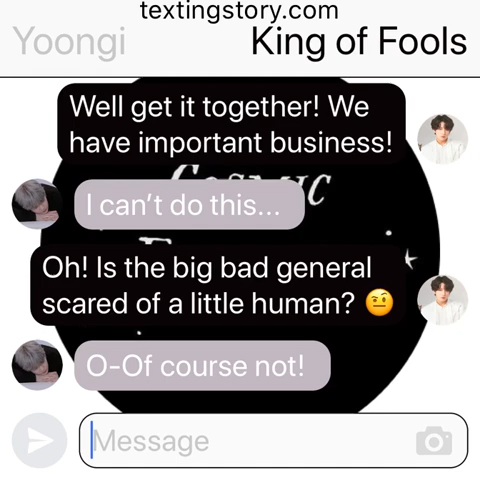 textingstory.com
Yoongi King of Fools
Well get it together! We
have important business!
COSMIC
I can't do this...
Oh! Is the big bad general
scared of a little human? 🤨
O-Of course not!
Message